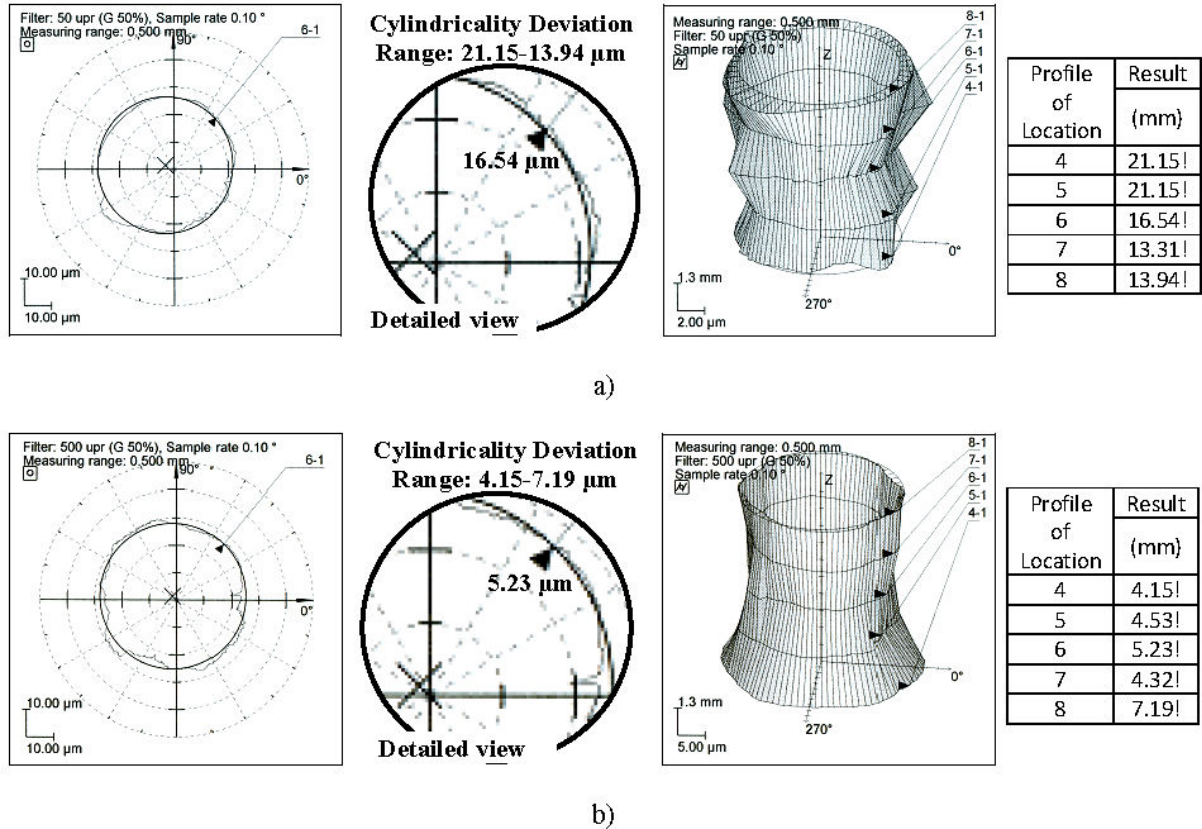 Filter: 50 upr (G 50%), Sample rate 0.10 °
Measuring range: 0.500 mm
90°
6-1
0°
10.00 µm
10.00 µm
Cylindricality Deviation
Range: 21.15-13.94 µm
16.54 µm
Detailed view
Measuring range: 0.500 mm
Filter: 50 upr (G 50%)
Sample rate 0.10 °
Z
8-1
7-1
6-1
5-1
4-1
0°
270°
1.3 mm
2.00 µm
Profile of Location Result
(mm)
4 21.15!
5 21.15!
6 16.54!
7 13.31!
8 13.94!
a)
Filter: 500 upr (G 50%), Sample rate 0.10 °
Measuring range: 0.500 mm
90°
6-1
0°
10.00 µm
10.00 µm
Cylindricality Deviation
Range: 4.15-7.19 µm
5.23 µm
Detailed view
Measuring range: 0.500 mm
Filter: 500 upr (G 50%)
Sample rate 0.10 °
Z
8-1
7-1
6-1
5-1
4-1
0°
270°
1.3 mm
5.00 µm
Profile of Location Result
(mm)
4 4.15!
5 4.53!
6 5.23!
7 4.32!
8 7.19!
b)